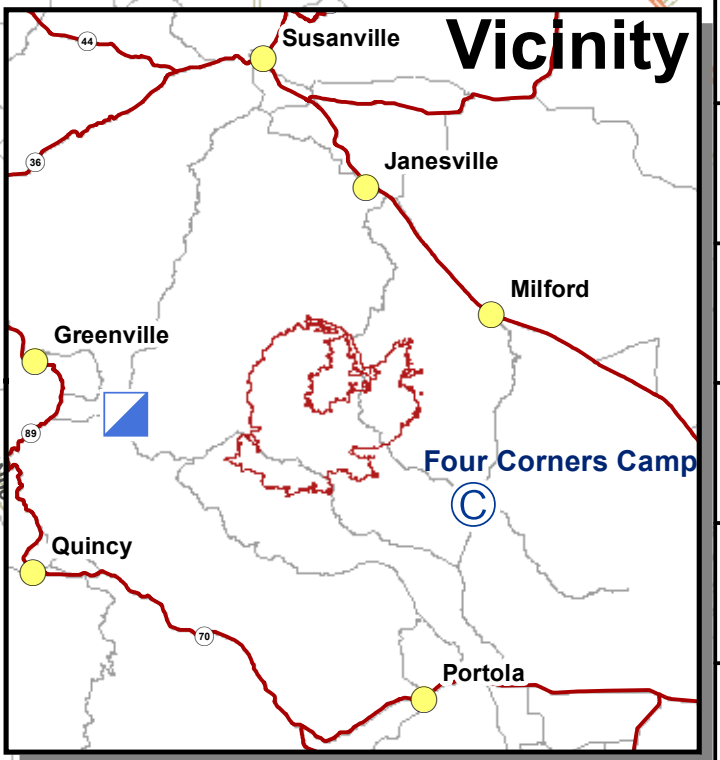 Vicinity
44
Susanville
36
Janesville
Milford
Greenville
89
Four Corners Camp
C
Quincy
70
Portola